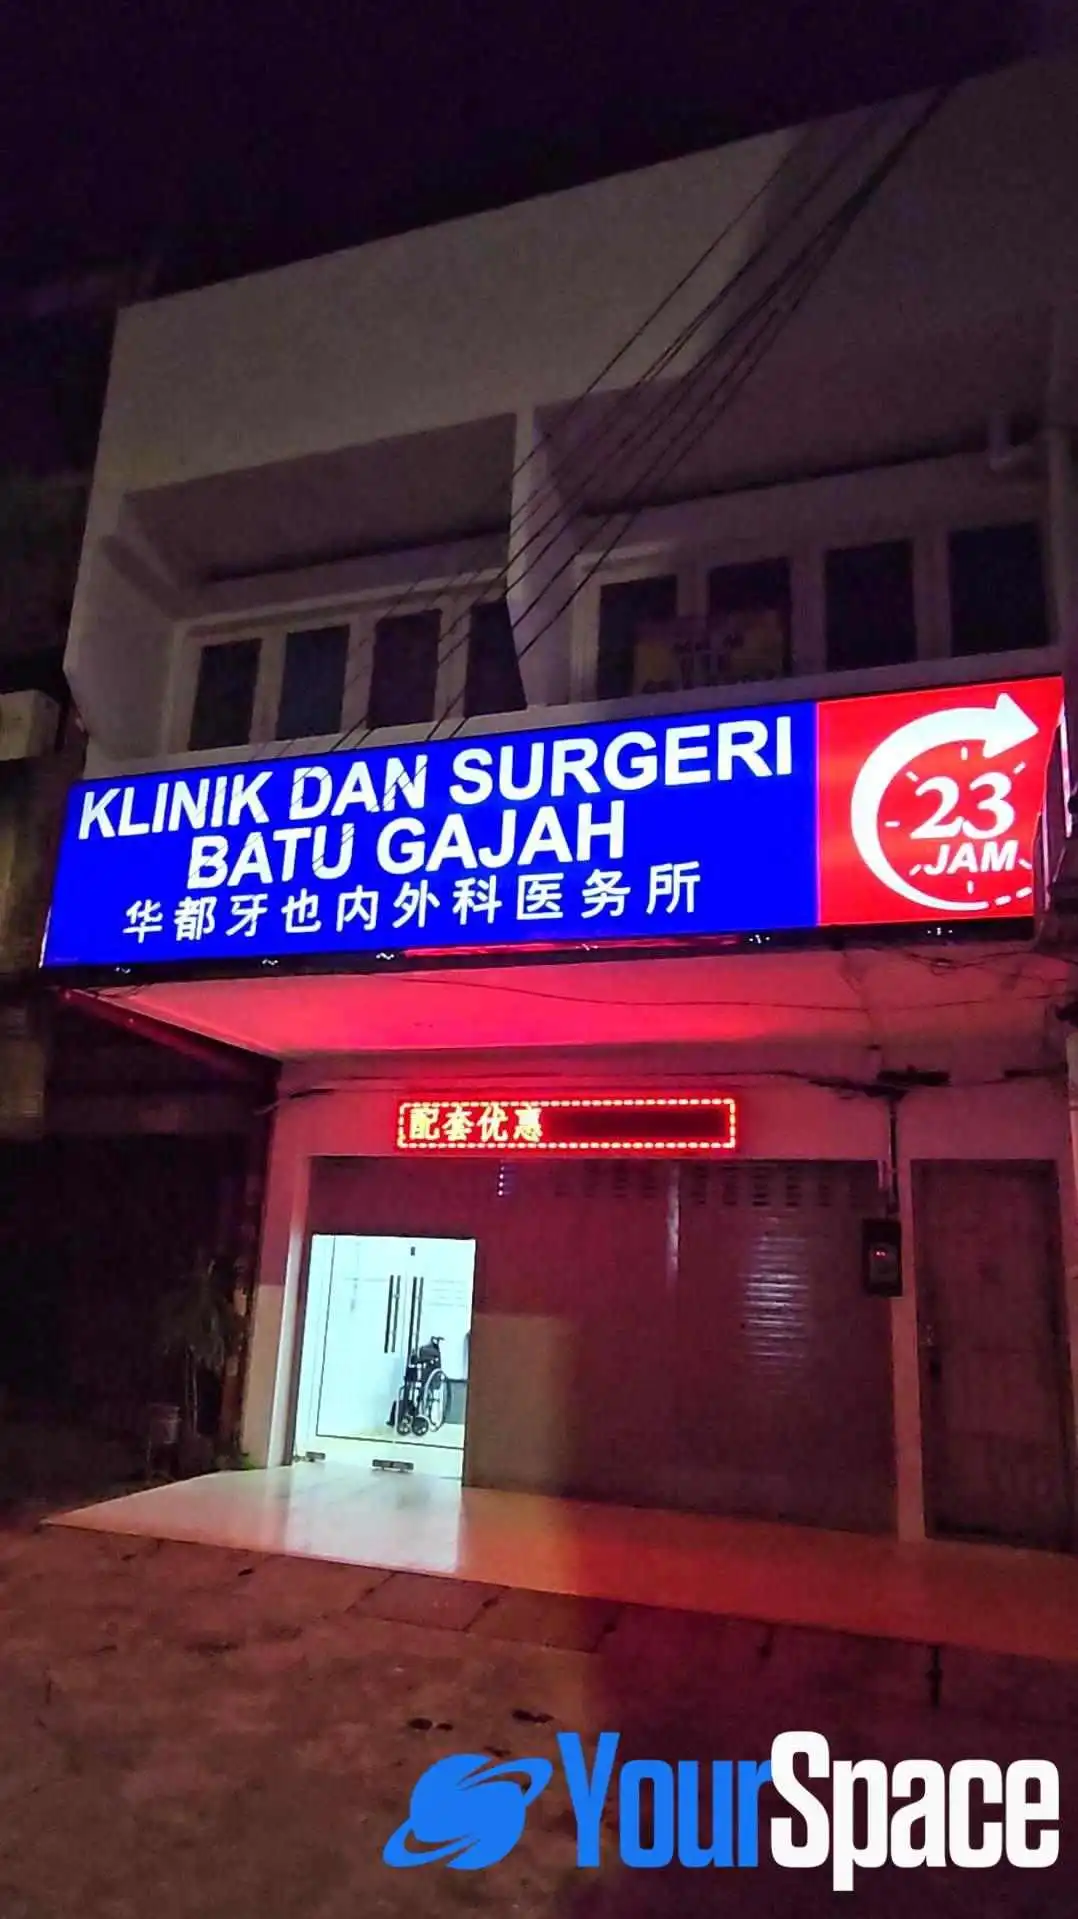 KLINIK DAN SURGERI
BATU GAJAH
华都牙也内外科医务所
23
JAM
配套优惠
YourSpace